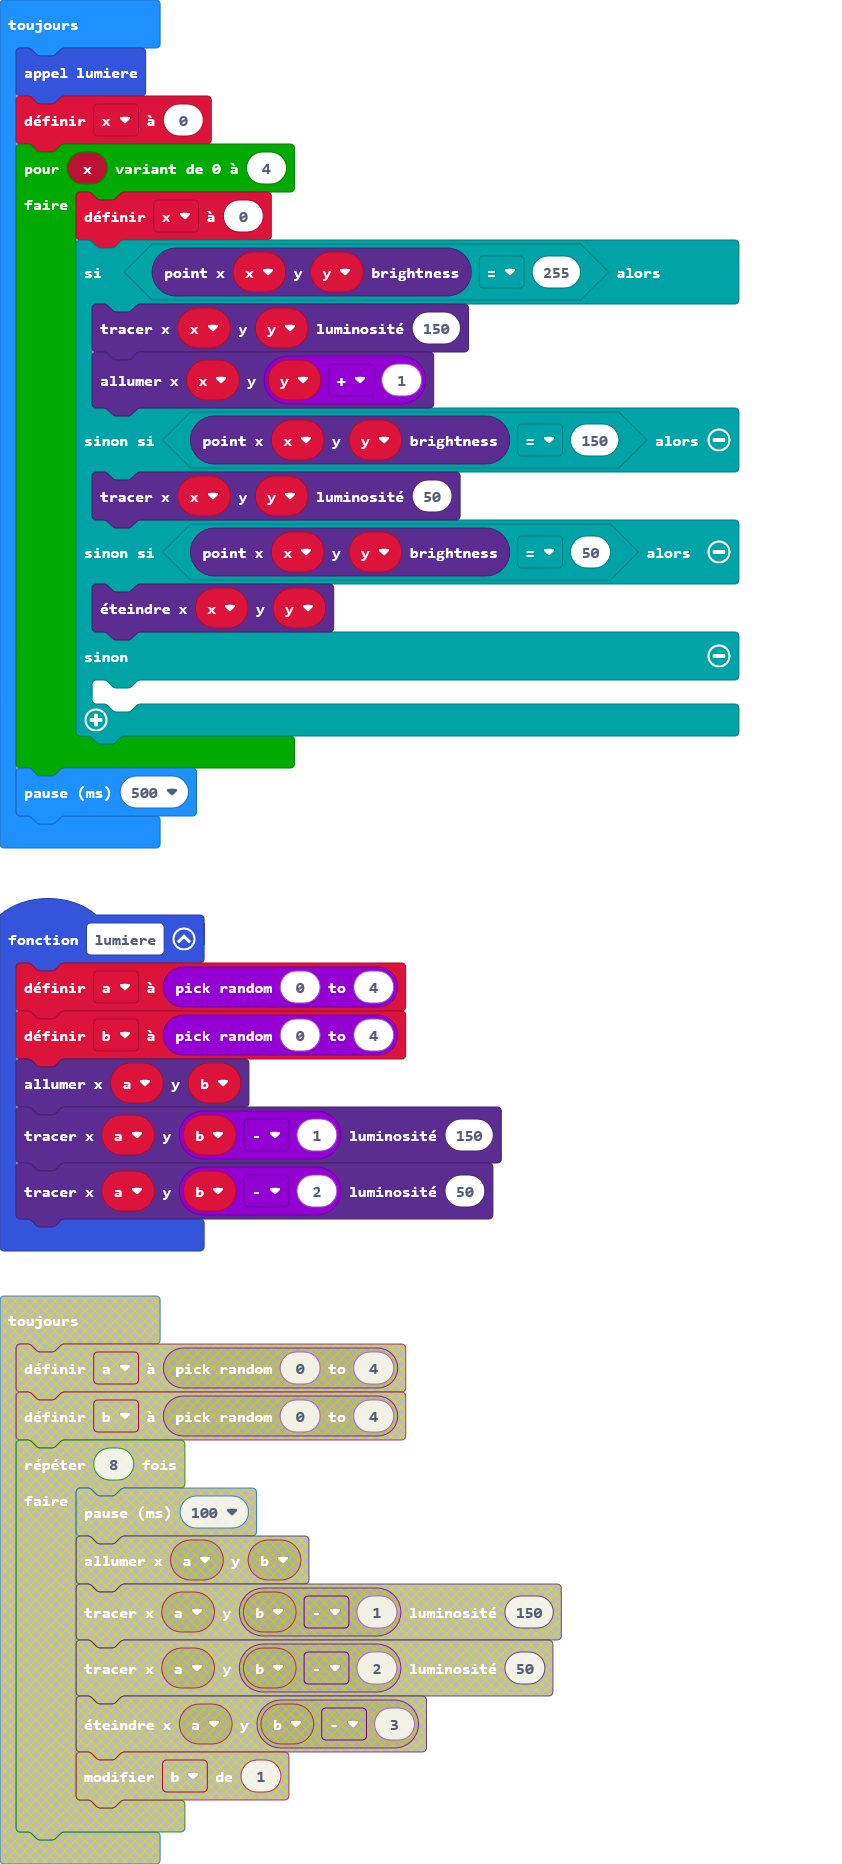 toujours
appel lumiere
définir x à 0
pour x variant de 0 à 4
faire
définir x à 0
si point x x y y brightness = 255 alors
tracer x x y y luminosité 150
allumer x x y y + 1
sinon si point x x y y brightness = 150 alors
tracer x x y y luminosité 50
sinon si point x x y y brightness = 50 alors
éteindre x x y y
sinon
pause (ms) 500
fonction lumiere
définir a à pick random 0 to 4
définir b à pick random 0 to 4
allumer x a y b
tracer x a y b - 1 luminosité 150
tracer x a y b - 2 luminosité 50
toujours
définir a à pick random 0 to 4
définir b à pick random 0 to 4
répéter 8 fois
faire
pause (ms) 100
allumer x a y b
tracer x a y b - 1 luminosité 150
tracer x a y b - 2 luminosité 50
éteindre x a y b - 3
modifier b de 1